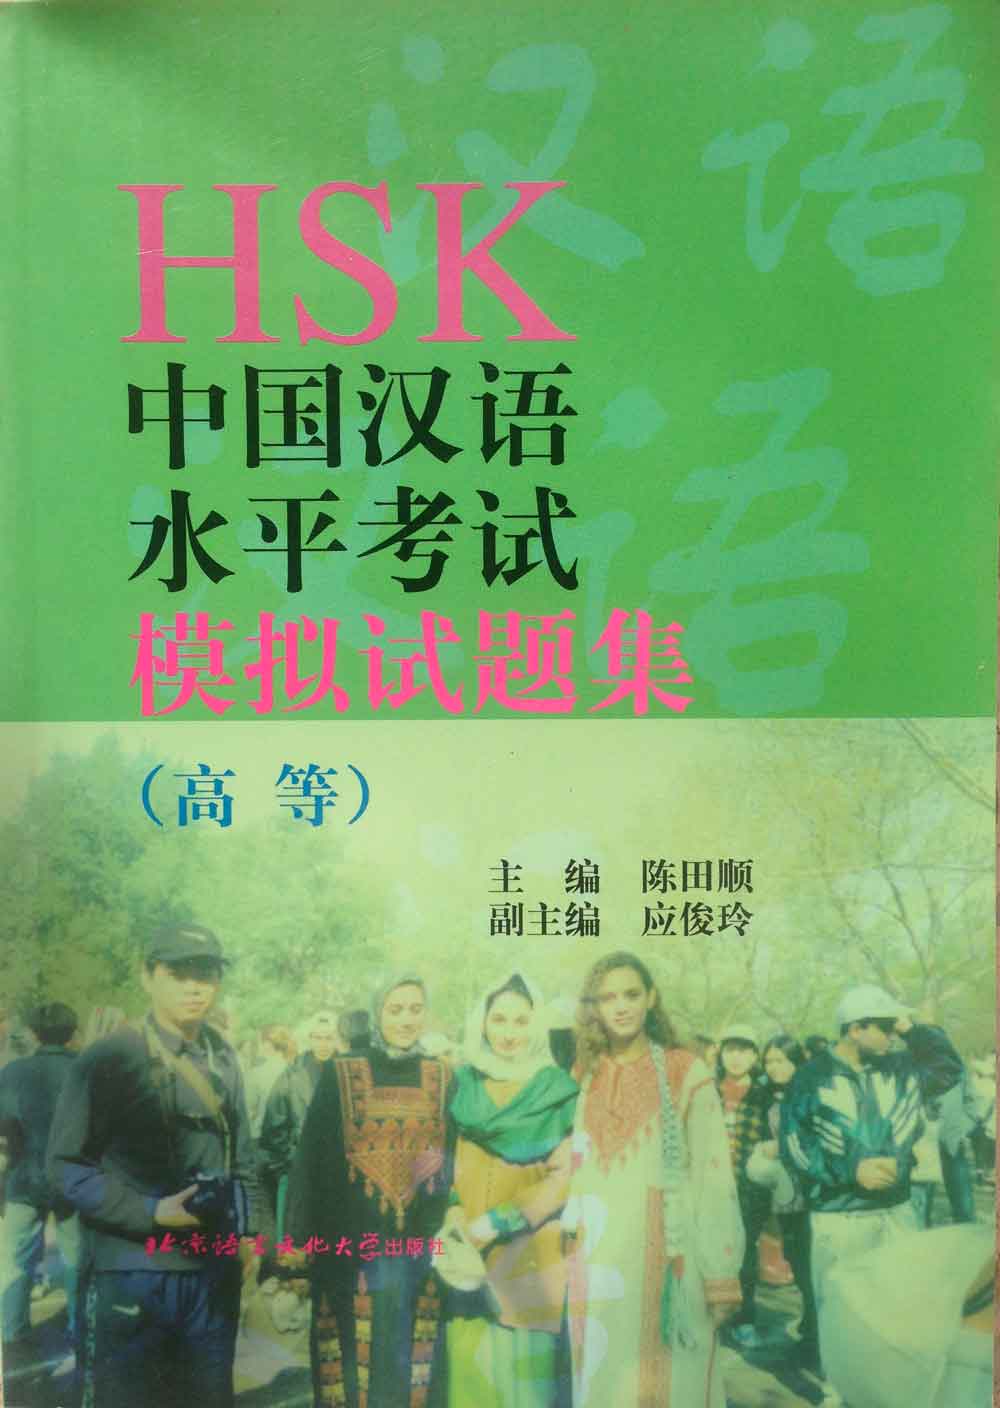 汉语
HSK
中国汉语
汉语
水平考试
模拟试题集
（高 等）
主 编 陈田顺
副主编 应俊玲
北京语言文化大学出版社